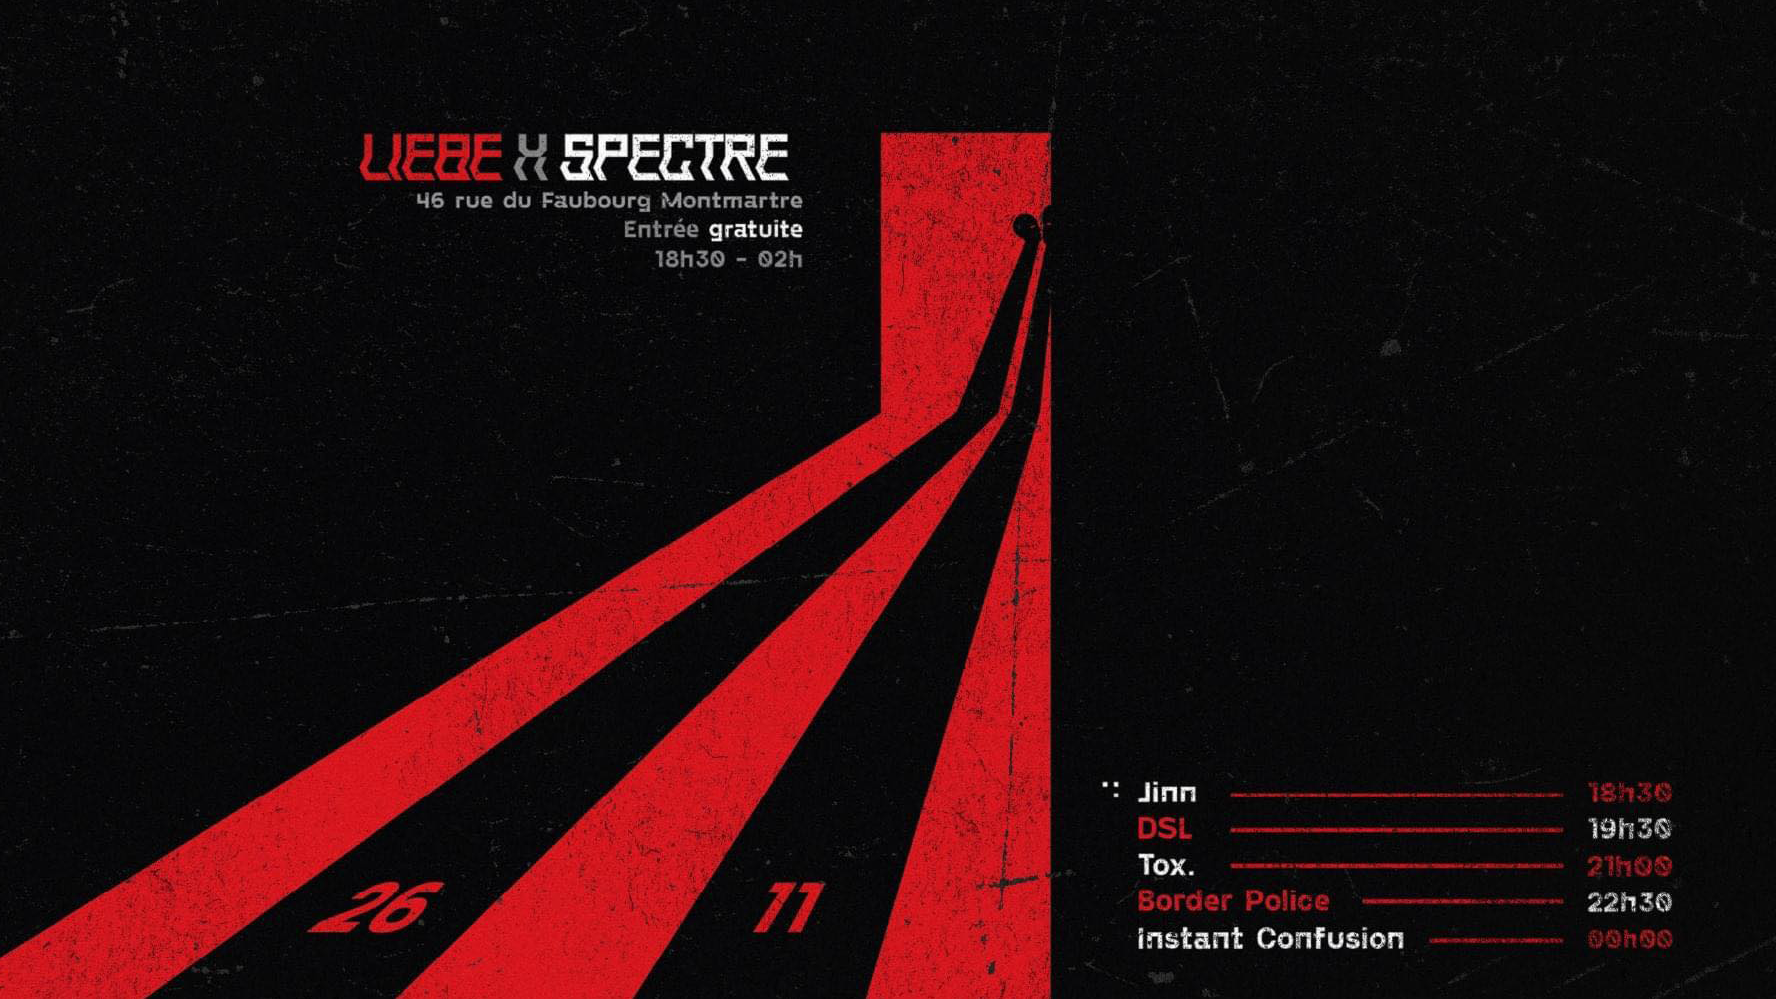 LIEBE X SPECTRE
46 rue du Faubourg Montmartre
Entrée gratuite
18h30 - 02h
26 11
Jinn 18h30
DSL 19h30
Tox. 21h00
Border Police 22h30
Instant Confusion 00h00